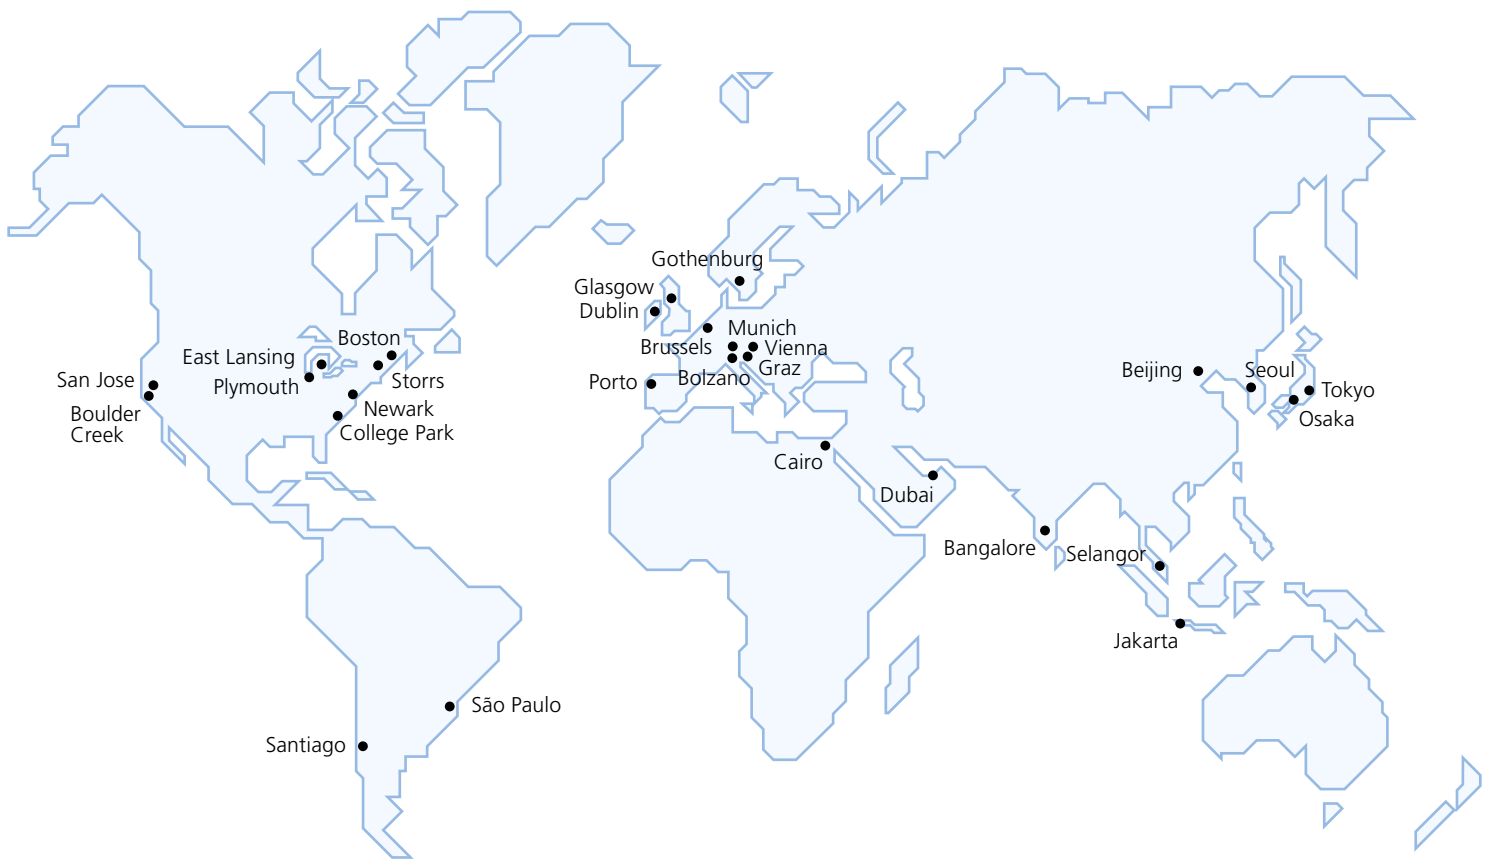 Gothenburg
Glasgow
Dublin
Munich
Boston
Brussels
Vienna
East Lansing
Graz
Beijing
Seoul
San Jose
Plymouth
Storrs
Porto
Bolzano
Tokyo
Boulder
Creek
Newark
Osaka
College Park
Cairo
Dubai
Bangalore
Selangor
Jakarta
São Paulo
Santiago